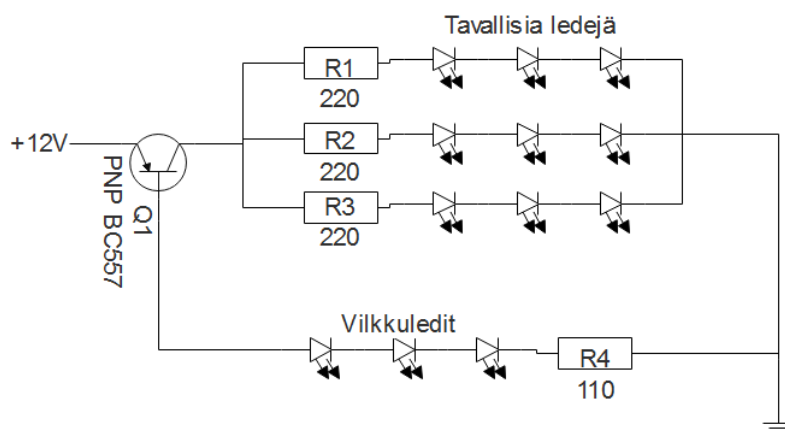 Tavallisia ledejä
R1
220
+12V
R2
220
PNP BC557
Q1
R3
220
Vilkkuledit
R4
110